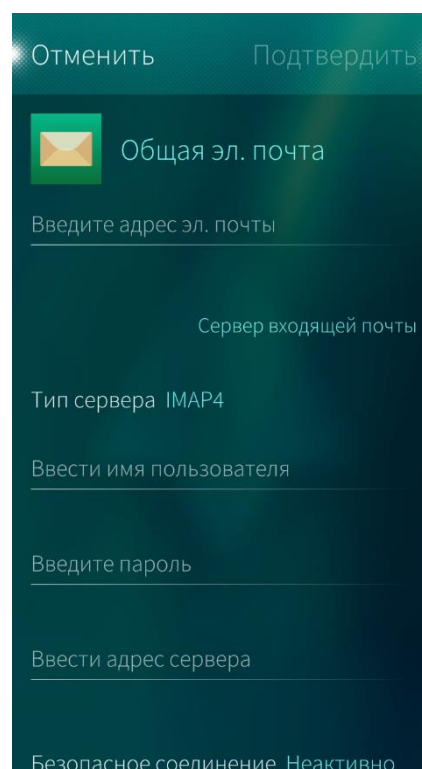 Отменить Подтвердить
Общая эл. почта
Введите адрес эл. почты
Сервер входящей почты
Тип сервера IMAP4
Ввести имя пользователя
Введите пароль
Ввести адрес сервера
Безопасное соединение Неактивно